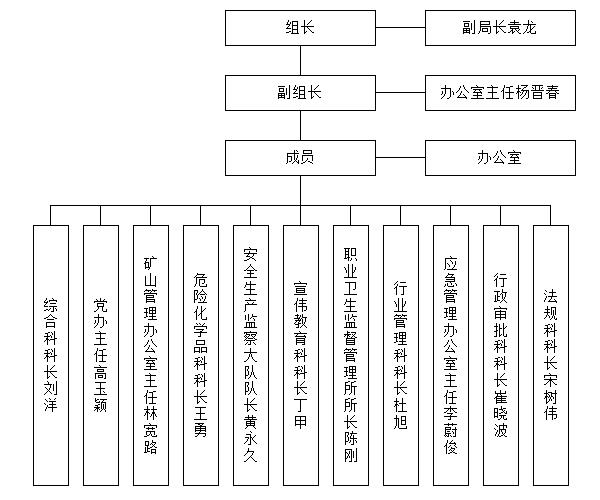 组长
副局长袁龙
副组长
办公室主任杨晋春
成员
办公室
综合科科长刘洋
党办主任高玉颖
矿山管理办公室主任林宽路
危险化学品科科长王勇
安全生产监察大队队长黄永久
宣伟教育科科长丁甲
职业卫生监督管理所所长陈刚
行业管理科科长杜旭
应急管理办公室主任李蔚俊
行政审批科科长崔晓波
法规科科长宋树伟